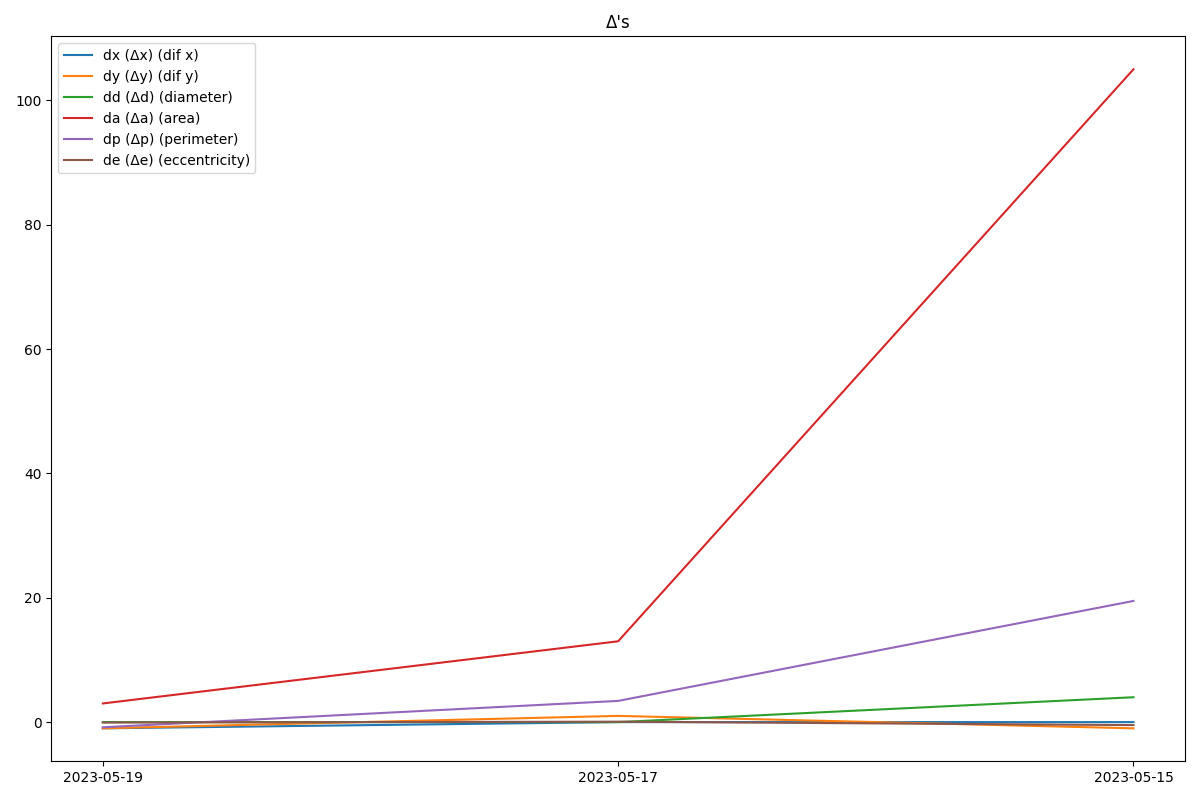 Δ's
dx (Δx) (dif x)
dy (Δy) (dif y)
dd (Δd) (diameter)
da (Δa) (area)
dp (Δp) (perimeter)
de (Δe) (eccentricity)
100
80
60
40
20
0
2023-05-19 2023-05-17 2023-05-15